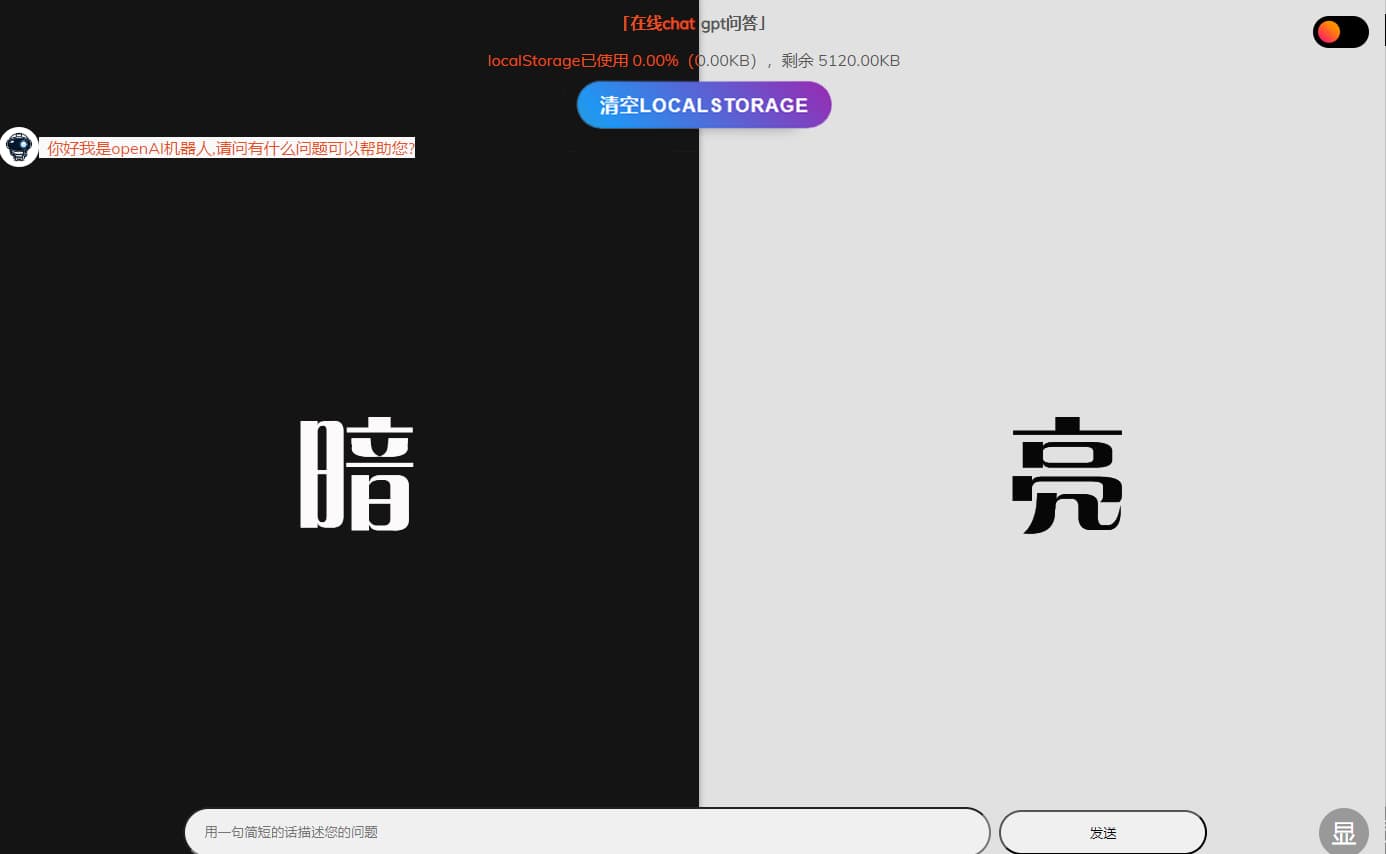 「在线chat gpt问答」
localStorage已使用 0.00%（0.00KB），剩余 5120.00KB
清空LOCALSTORAGE
你好我是openAI机器人,请问有什么问题可以帮助您?
暗 亮
用一句简短的话描述您的问题 发送 显